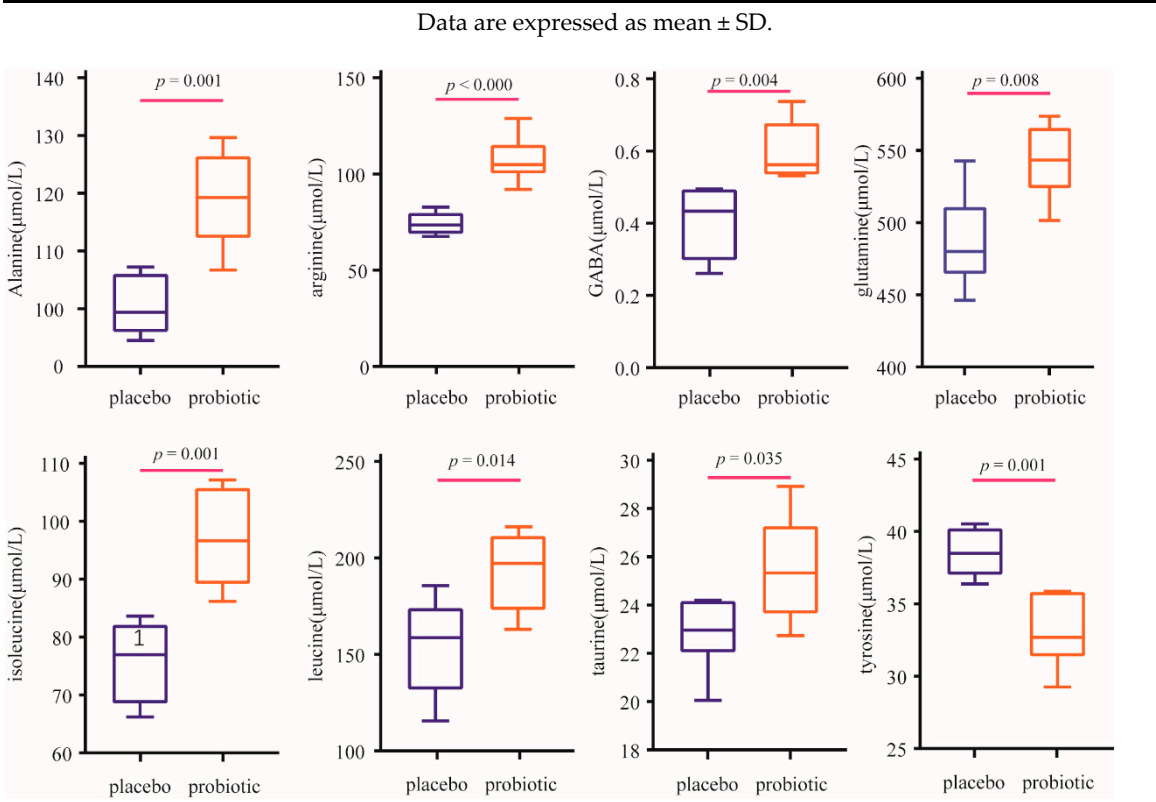 Data are expressed as mean ± SD.
p = 0.001
140
130
120
110
100
0
Alanine(μmol/L)
placebo probiotic
p < 0.000
150
100
50
0
arginine(μmol/L)
placebo probiotic
p = 0.004
0.8
0.6
0.4
0.2
0.0
GABA(μmol/L)
placebo probiotic
p = 0.008
600
550
500
450
400
glutamine(μmol/L)
placebo probiotic
p = 0.001
110
100
90
80
70
60
isoleucine(μmol/L)
1
placebo probiotic
p = 0.014
250
200
150
100
leucine(μmol/L)
placebo probiotic
p = 0.035
30
28
26
24
22
20
18
taurine(μmol/L)
placebo probiotic
p = 0.001
45
40
35
30
25
tyrosine(μmol/L)
placebo probiotic